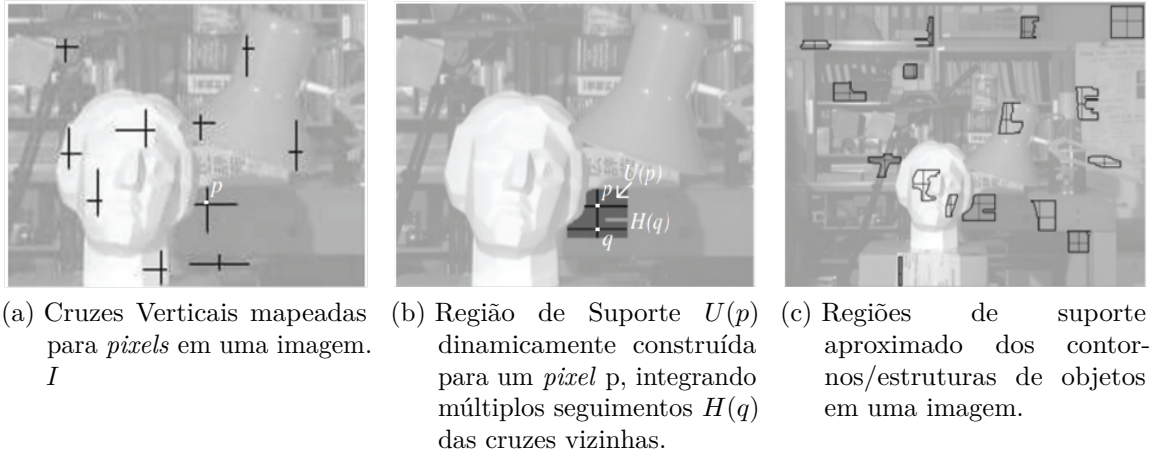 p
p U(p)
H(q)
q
(a) Cruzes Verticais mapeadas
para pixels em uma imagem.
I
(b) Região de Suporte U(p)
dinamicamente construída
para um pixel p, integrando
múltiplos seguimentos H(q)
das cruzes vizinhas.
(c) Regiões de suporte
aproximado dos contor-
nos/estruturas de objetos
em uma imagem.